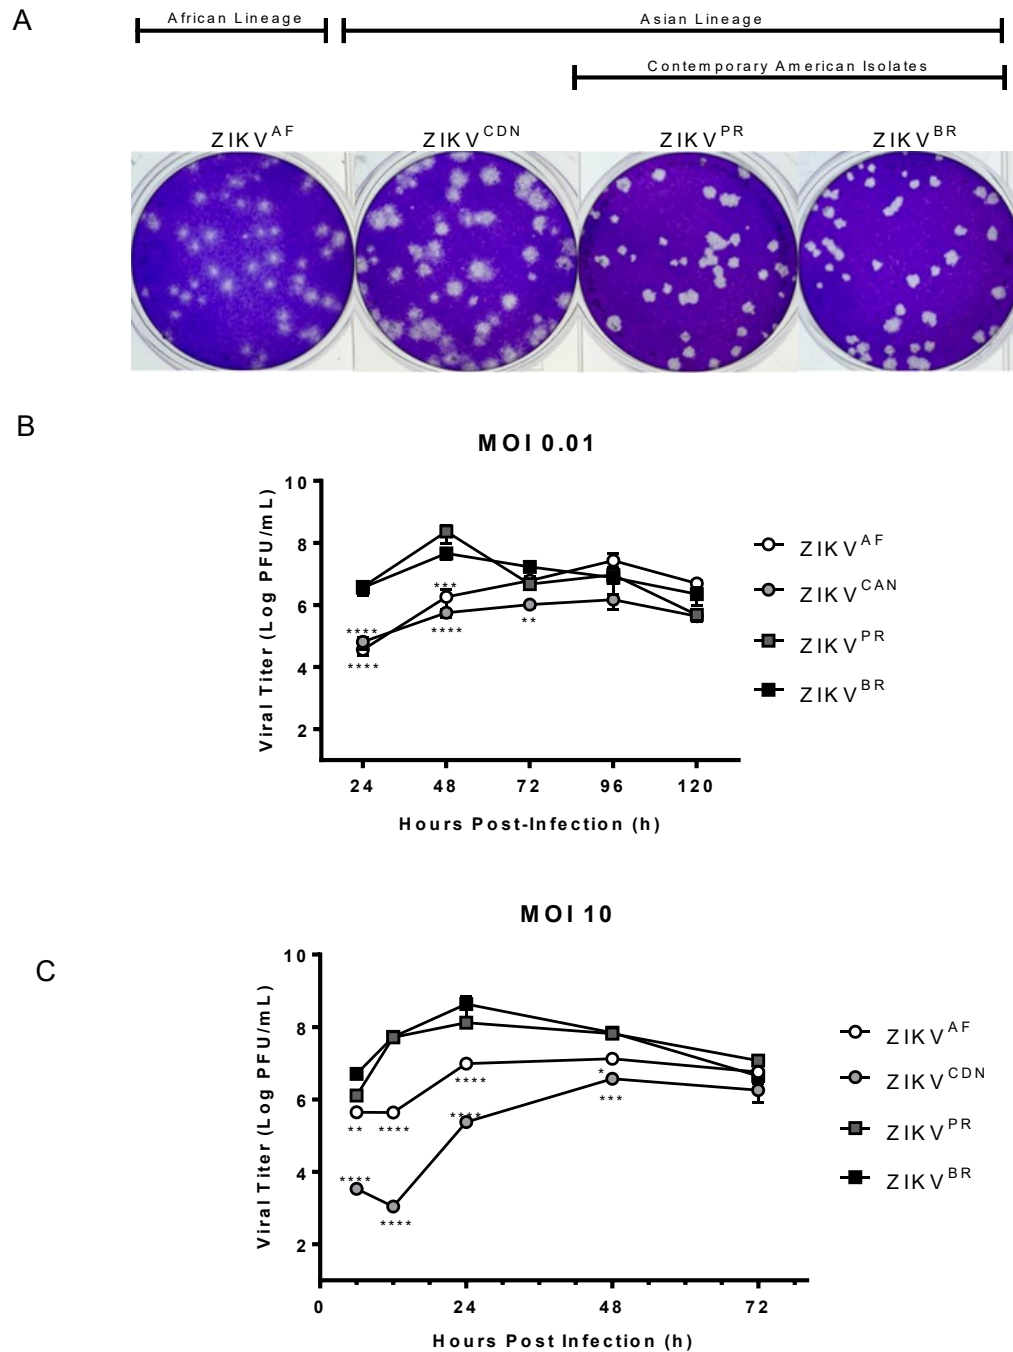 A
African Lineage
Asian Lineage
Contemporary American Isolates
ZIKV^AF
ZIKV^CDN
ZIKV^PR
ZIKV^BR
B
MOI 0.01
Viral Titer (Log PFU/mL)
10
8
6
4
2
****
****
***
****
**
24
48
72
96
120
Hours Post-Infection (h)
ZIKV^AF
ZIKV^CAN
ZIKV^PR
ZIKV^BR
C
MOI 10
Viral Titer (Log PFU/mL)
10
8
6
4
2
**
****
****
****
****
****
*
***
0
24
48
72
Hours Post Infection (h)
ZIKV^AF
ZIKV^CDN
ZIKV^PR
ZIKV^BR